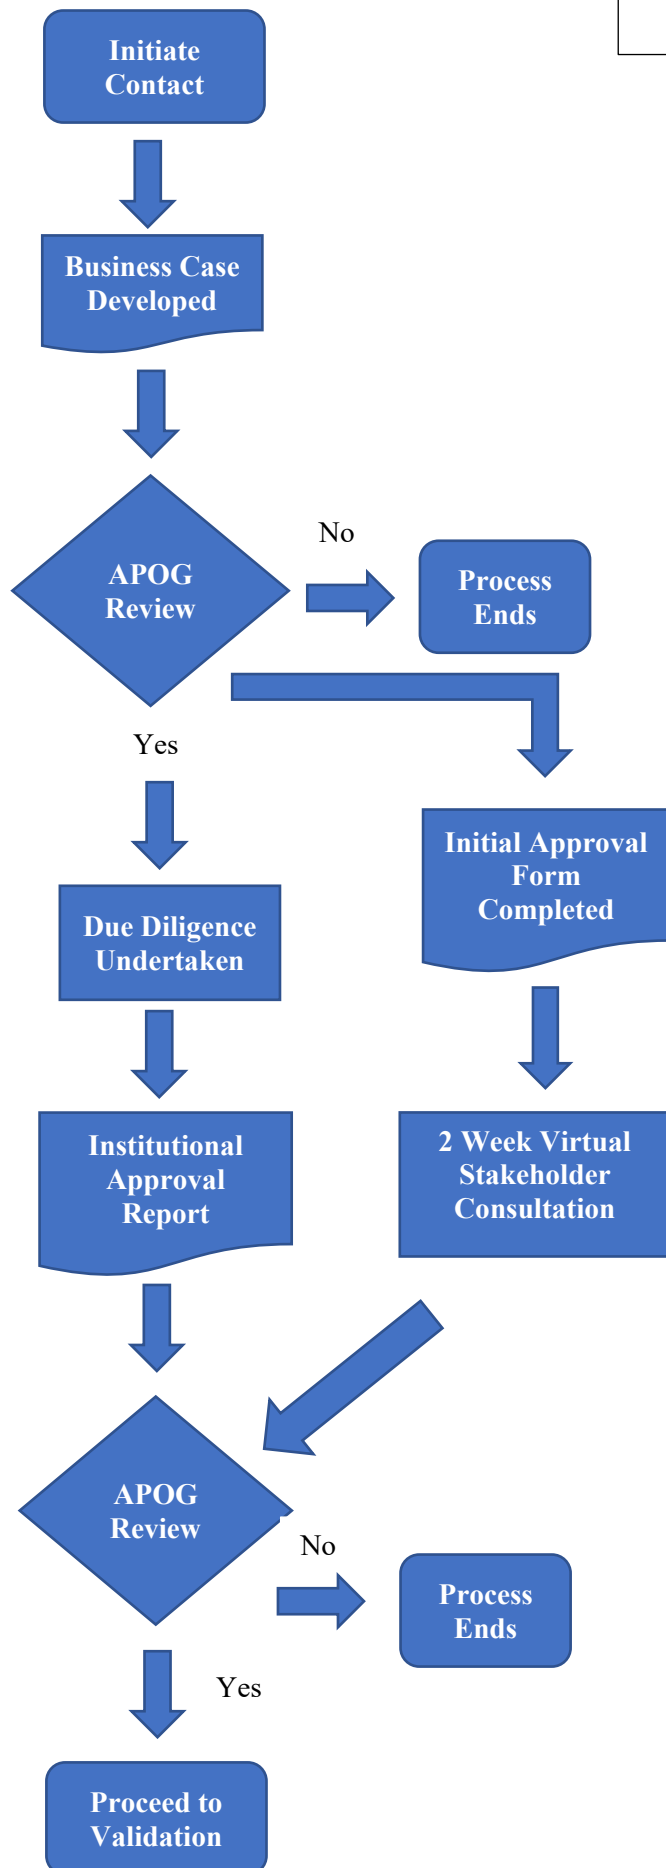 Initiate
Contact
Business Case
Developed
APOG
Review
No
Process
Ends
Yes
Due Diligence
Undertaken
Initial Approval
Form
Completed
Institutional
Approval
Report
2 Week Virtual
Stakeholder
Consultation
APOG
Review
No
Process
Ends
Yes
Proceed to
Validation